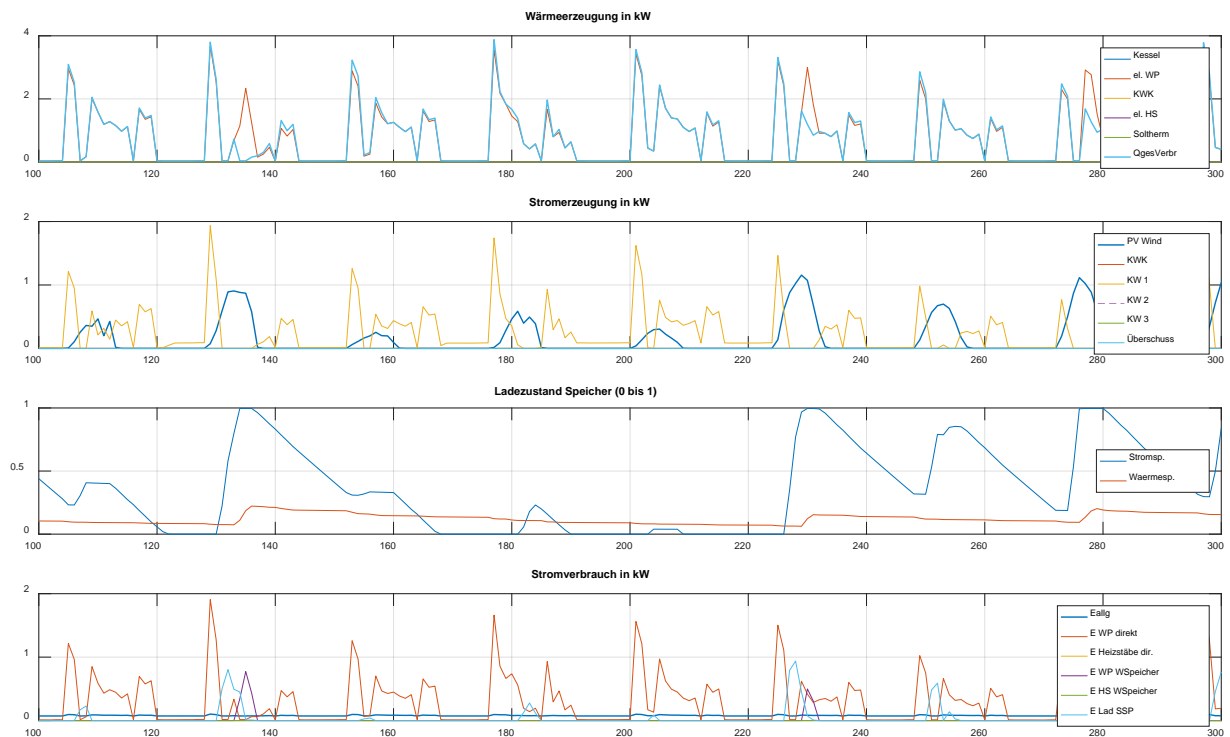 Wärmeerzeugung in kW
4
2
0
100 120 140 160 180 200 220 240 260 280 300
Kessel
el. WP
KWK
el. HS
Soltherm
QgesVerbr
Stromerzeugung in kW
2
1
0
100 120 140 160 180 200 220 240 260 280 300
PV Wind
KWK
KW 1
KW 2
KW 3
Überschuss
Ladezustand Speicher (0 bis 1)
1
0.5
0
100 120 140 160 180 200 220 240 260 280 300
Stromsp.
Waermesp.
Stromverbrauch in kW
2
1
0
100 120 140 160 180 200 220 240 260 280 300
Eallg
E WP direkt
E Heizstäbe dir.
E WP WSpeicher
E HS WSpeicher
E Lad SSP